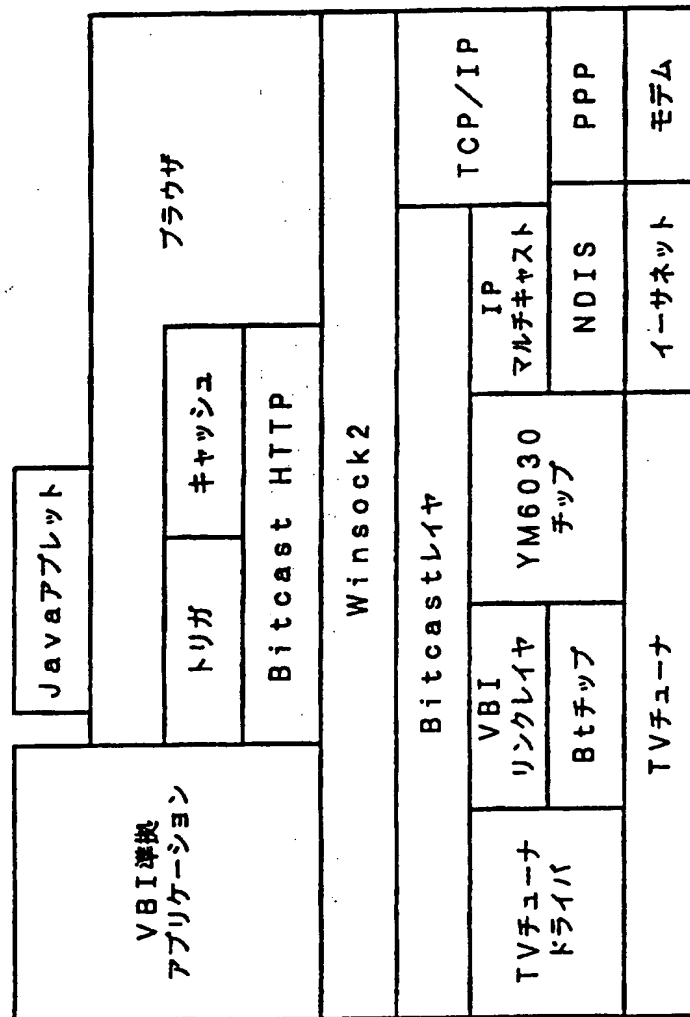 Javaアプレット
VBI準拠
アプリケーション
ブラウザ
トリガ
キャッシュ
Bitcast HTTP
Winsock2
Bitcastレイヤ
TCP/IP
TVチューナ
ドライバ
VBI
リンクレイヤ
Btチップ
YM6030
チップ
IP
マルチキャスト
NDIS
PPP
TVチューナ
イーサネット
モデム